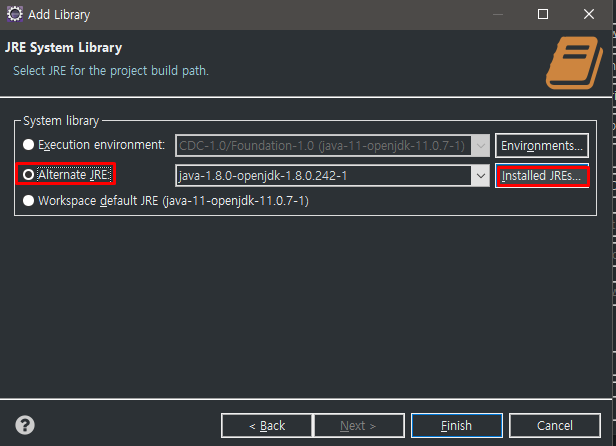 Add Library
JRE System Library
Select JRE for the project build path.
System library
Execution environment: CDC-1.0/Foundation-1.0 (java-11-openjdk-11.0.7-1) Environments...
Alternate JRE: java-1.8.0-openjdk-1.8.0.242-1 Installed JREs...
Workspace default JRE (java-11-openjdk-11.0.7-1)
? < Back Next > Finish Cancel